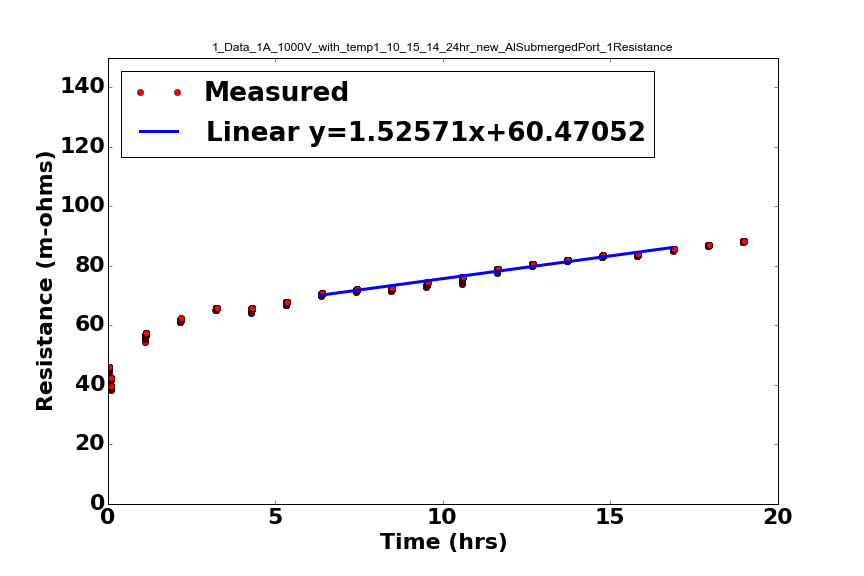 1_Data_1A_1000V_with_temp1_10_15_14_24hr_new_AlSubmergedPort_1Resistance
Measured
Linear y=1.52571x+60.47052
140
120
100
80
60
40
20
0
Resistance (m-ohms)
0 5 10 15 20
Time (hrs)